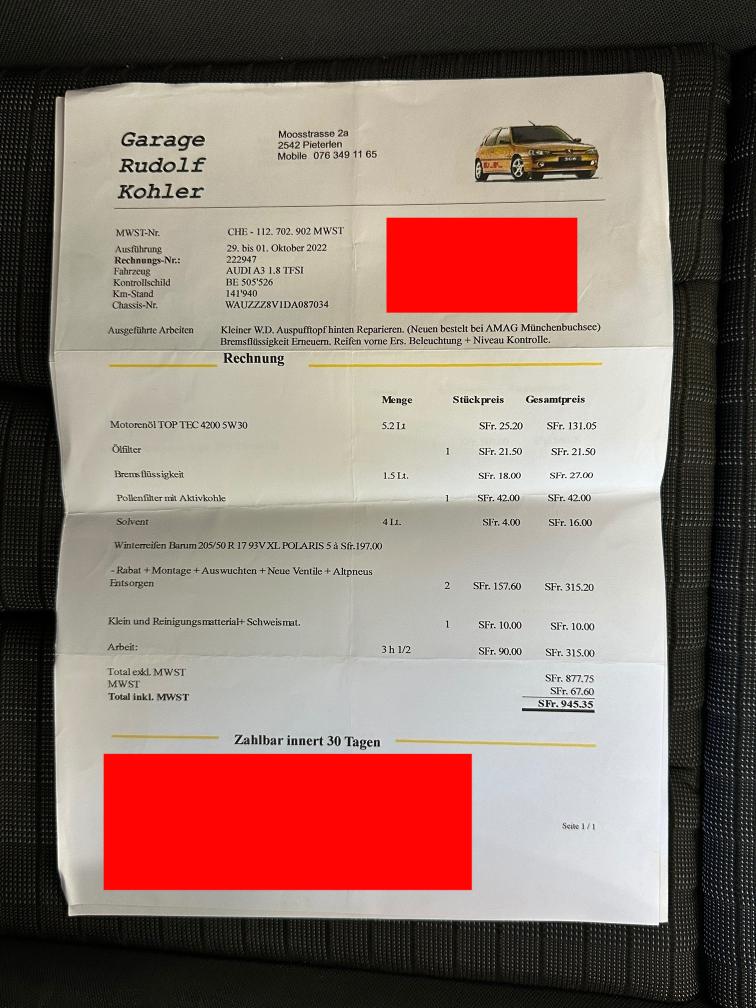 Garage
Rudolf
Kohler
Moosstrasse 2a
2542 Pieterlen
Mobile 076 349 11 65
MWST-Nr. CHE - 112. 702. 902 MWST
Ausführung 29. bis 01. Oktober 2022
Rechnungs-Nr.: 222947
Fahrzeug AUDI A3 1.8 TFSI
Kontrollschild BE 505'526
Km-Stand 141'940
Chassis-Nr. WAUZZZ8V1DA087034
Ausgeführte Arbeiten Kleiner W.D. Auspufftopf hinten Reparieren. (Neuen bestelt bei AMAG Münchenbuchsee)
Bremsflüssigkeit Erneuern. Reifen vorne Ers. Beleuchtung + Niveau Kontrolle.
Rechnung
Menge Stückpreis Gesamtpreis
Motorenöl TOP TEC 4200 5W30 5.2 Lt SFr. 25.20 SFr. 131.05
Ölfilter 1 SFr. 21.50 SFr. 21.50
Bremsflüssigkeit 1.5 Lt. SFr. 18.00 SFr. 27.00
Pollenfilter mit Aktivkohle 1 SFr. 42.00 SFr. 42.00
Solvent 4 Lt. SFr. 4.00 SFr. 16.00
Winterreifen Barum 205/50 R 17 93V XL POLARIS 5 à Sfr.197.00
- Rabat + Montage + Auswuchten + Neue Ventile + Altpneus
Entsorgen 2 SFr. 157.60 SFr. 315.20
Klein und Reinigungsmatterial+ Schweismat. 1 SFr. 10.00 SFr. 10.00
Arbeit: 3 h 1/2 SFr. 90.00 SFr. 315.00
Total exkl. MWST SFr. 877.75
MWST SFr. 67.60
Total inkl. MWST SFr. 945.35
Zahlbar innert 30 Tagen
Seite 1 / 1